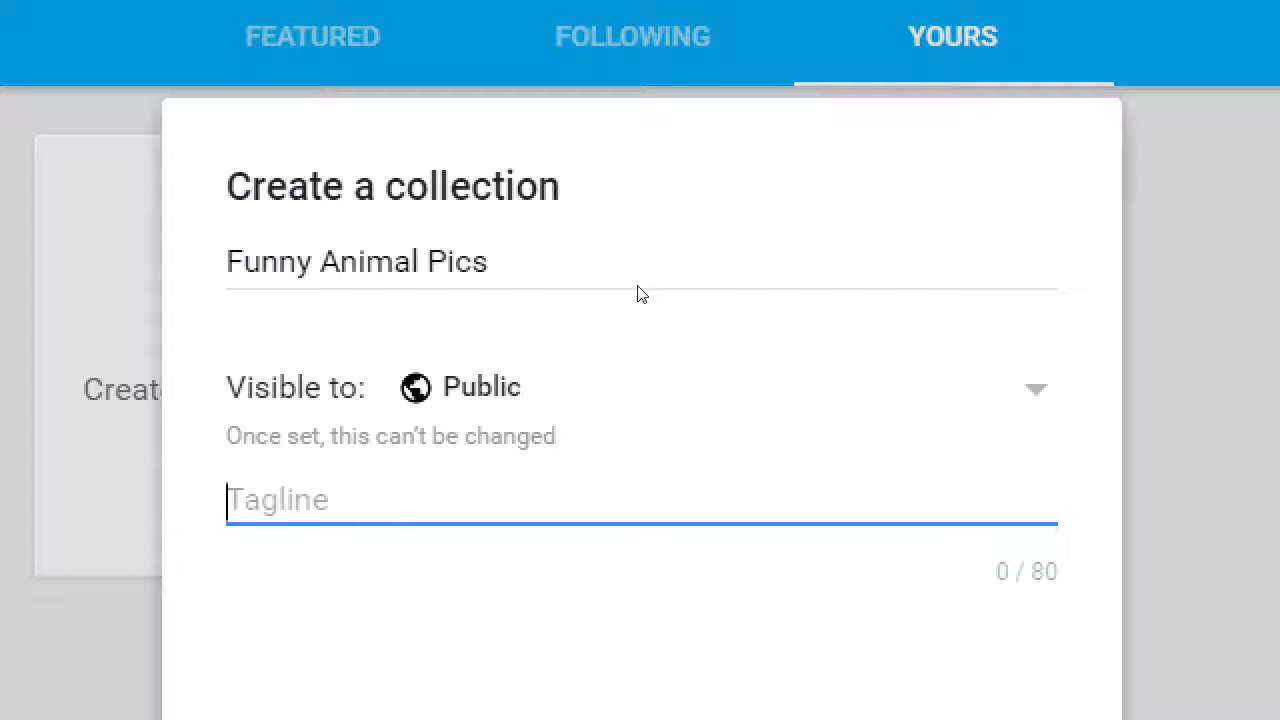 FEATURED FOLLOWING YOURS
Create a collection
Funny Animal Pics
Visible to: Public
Creat
Once set, this can't be changed
Tagline
0 / 80